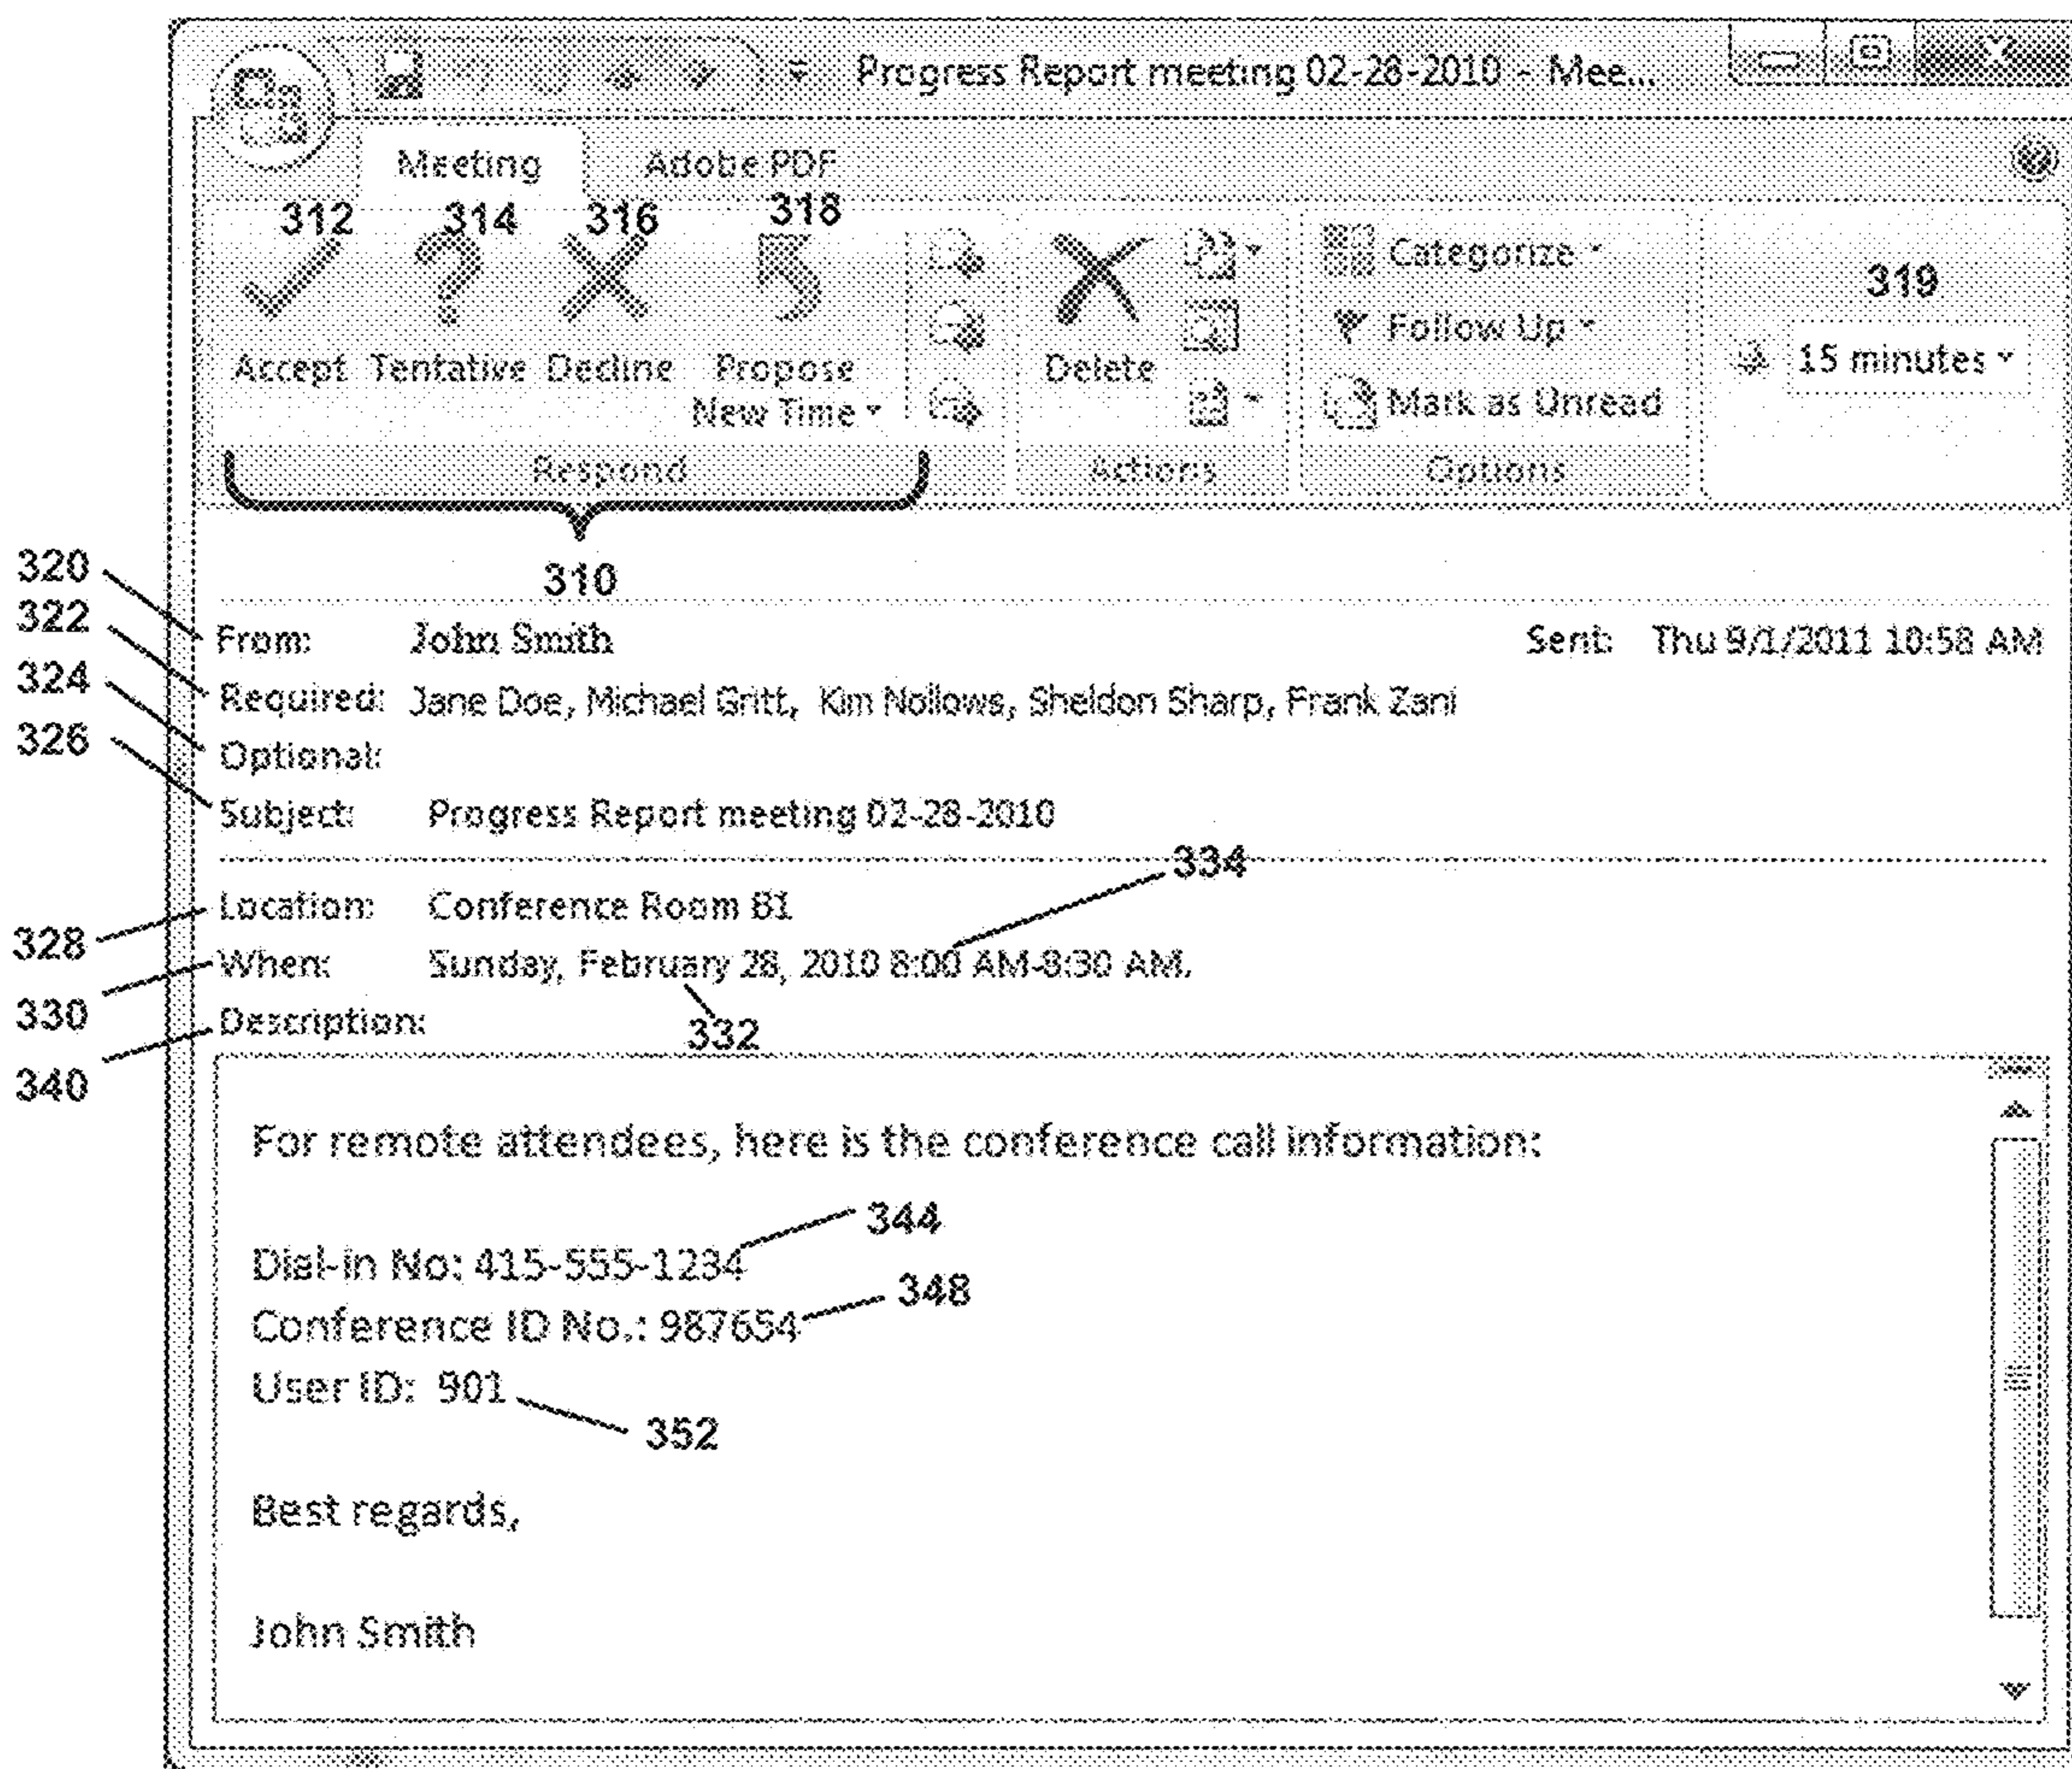 Progress Report meeting 02-28-2010 - Mee...
Meeting Adobe PDF
312 314 316 318
Categorize
319
Follow Up
15 minutes
Accept Tentative Decline Propose New Time Delete
Mark as Unread
Respond Actions Options
310
320
From: John Smith Sent: Thu 9/1/2011 10:58 AM
322
Required: Jane Doe, Michael Gritt, Kim Nollows, Sheldon Sharp, Frank Zani
324
Optional:
326
Subject: Progress Report meeting 02-28-2010
334
Location: Conference Room B1
328
When: Sunday, February 28, 2010 8:00 AM-8:30 AM.
330
Description:
332
340
For remote attendees, here is the conference call information:
344
Dial-in No: 415-555-1234
348
Conference ID No.: 987654
User ID: 901
352
Best regards,
John Smith